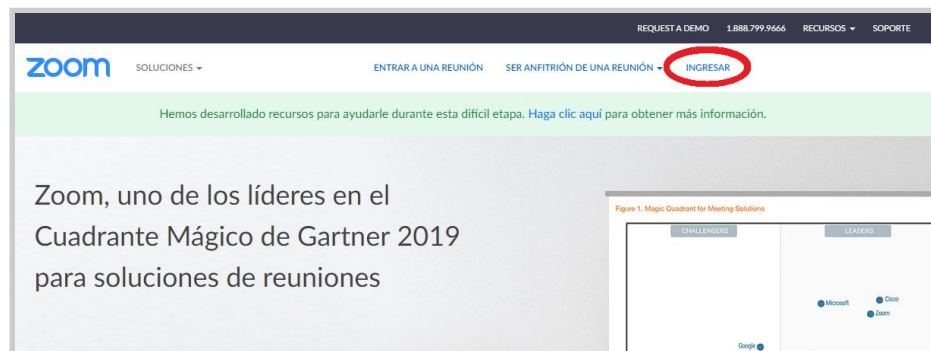 REQUEST A DEMO 1.888.799.9666 RECURSOS SOPORTE
zoom SOLUCIONES ENTRAR A UNA REUNIÓN SER ANFITRIÓN DE UNA REUNIÓN INGRESAR
Hemos desarrollado recursos para ayudarle durante esta difícil etapa. Haga clic aquí para obtener más información.
Zoom, uno de los líderes en el
Cuadrante Mágico de Gartner 2019
para soluciones de reuniones
Figure 1. Magic Quadrant for Meeting Solutions
CHALLENGERS LEADERS
Microsoft Cisco
Zoom
Google